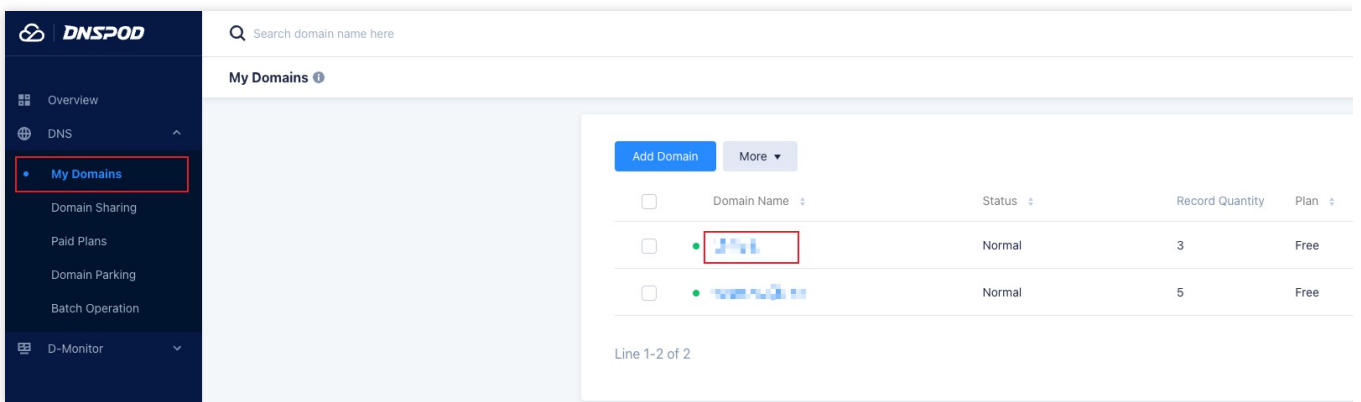 DNSPOD
Search domain name here
My Domains
Overview
DNS
My Domains
Domain Sharing
Paid Plans
Domain Parking
Batch Operation
D-Monitor
Add Domain More
Domain Name Status Record Quantity Plan
Normal 3 Free
Normal 5 Free
Line 1-2 of 2